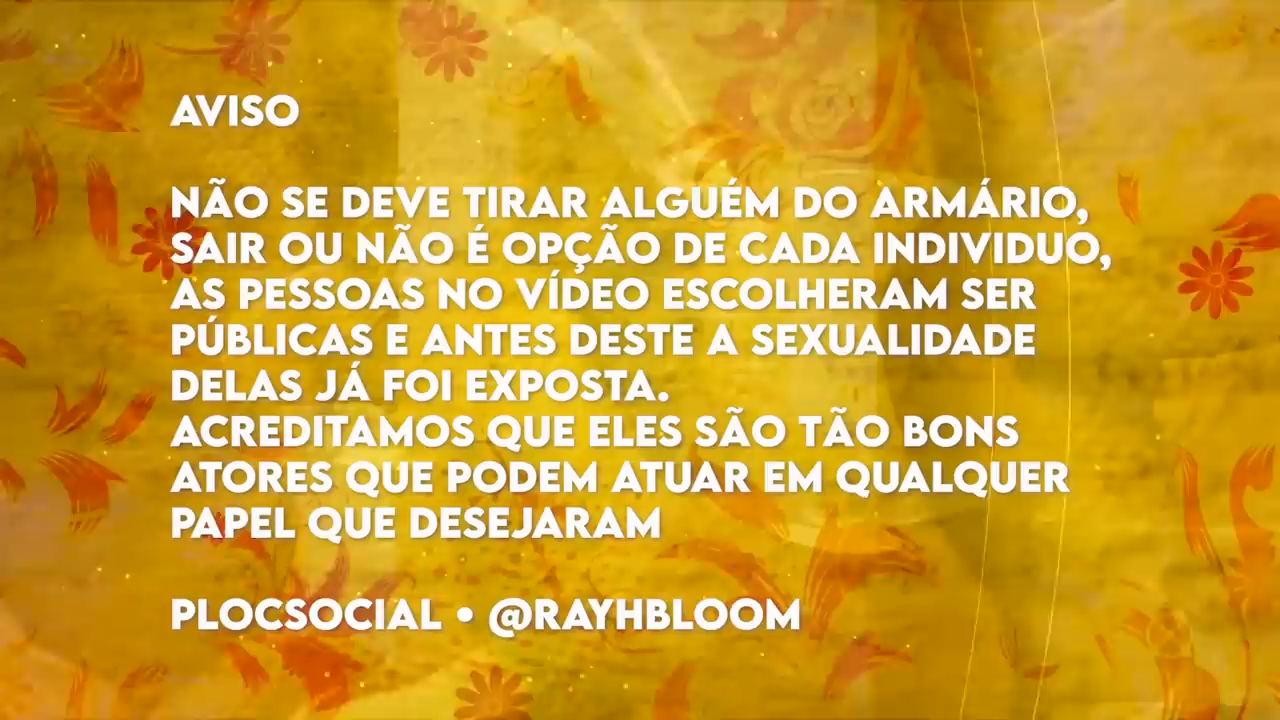 AVISO
NÃO SE DEVE TIRAR ALGUÉM DO ARMÁRIO,
SAIR OU NÃO É OPÇÃO DE CADA INDIVIDUO,
AS PESSOAS NO VÍDEO ESCOLHERAM SER
PÚBLICAS E ANTES DESTE A SEXUALIDADE
DELAS JÁ FOI EXPOSTA.
ACREDITAMOS QUE ELES SÃO TÃO BONS
ATORES QUE PODEM ATUAR EM QUALQUER
PAPEL QUE DESEJARAM
PLOCSOCIAL • @RAYHBLOOM